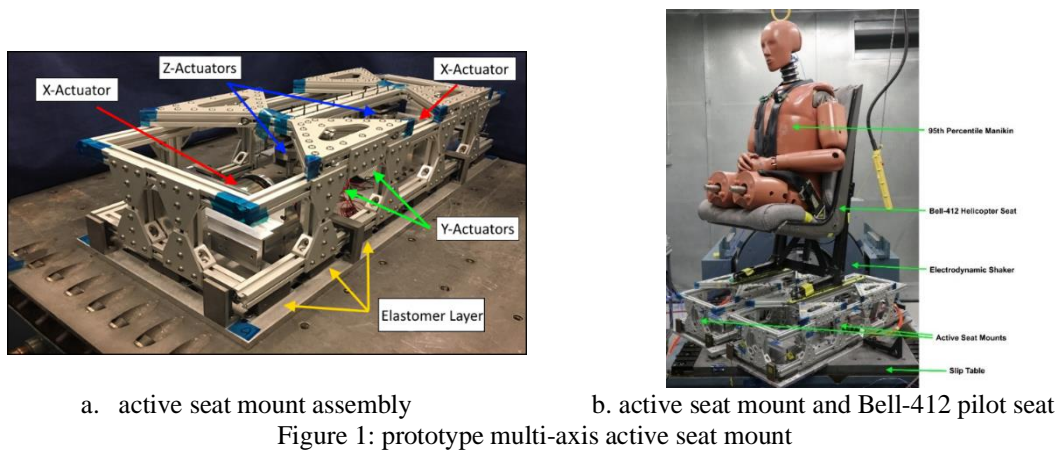 Z-Actuators
X-Actuator
X-Actuator
Y-Actuators
Elastomer Layer
95th Percentile Manikin
Bell-412 Helicopter Seat
Electrodynamic Shaker
Active Seat Mounts
Slip Table
a. active seat mount assembly
b. active seat mount and Bell-412 pilot seat
Figure 1: prototype multi-axis active seat mount